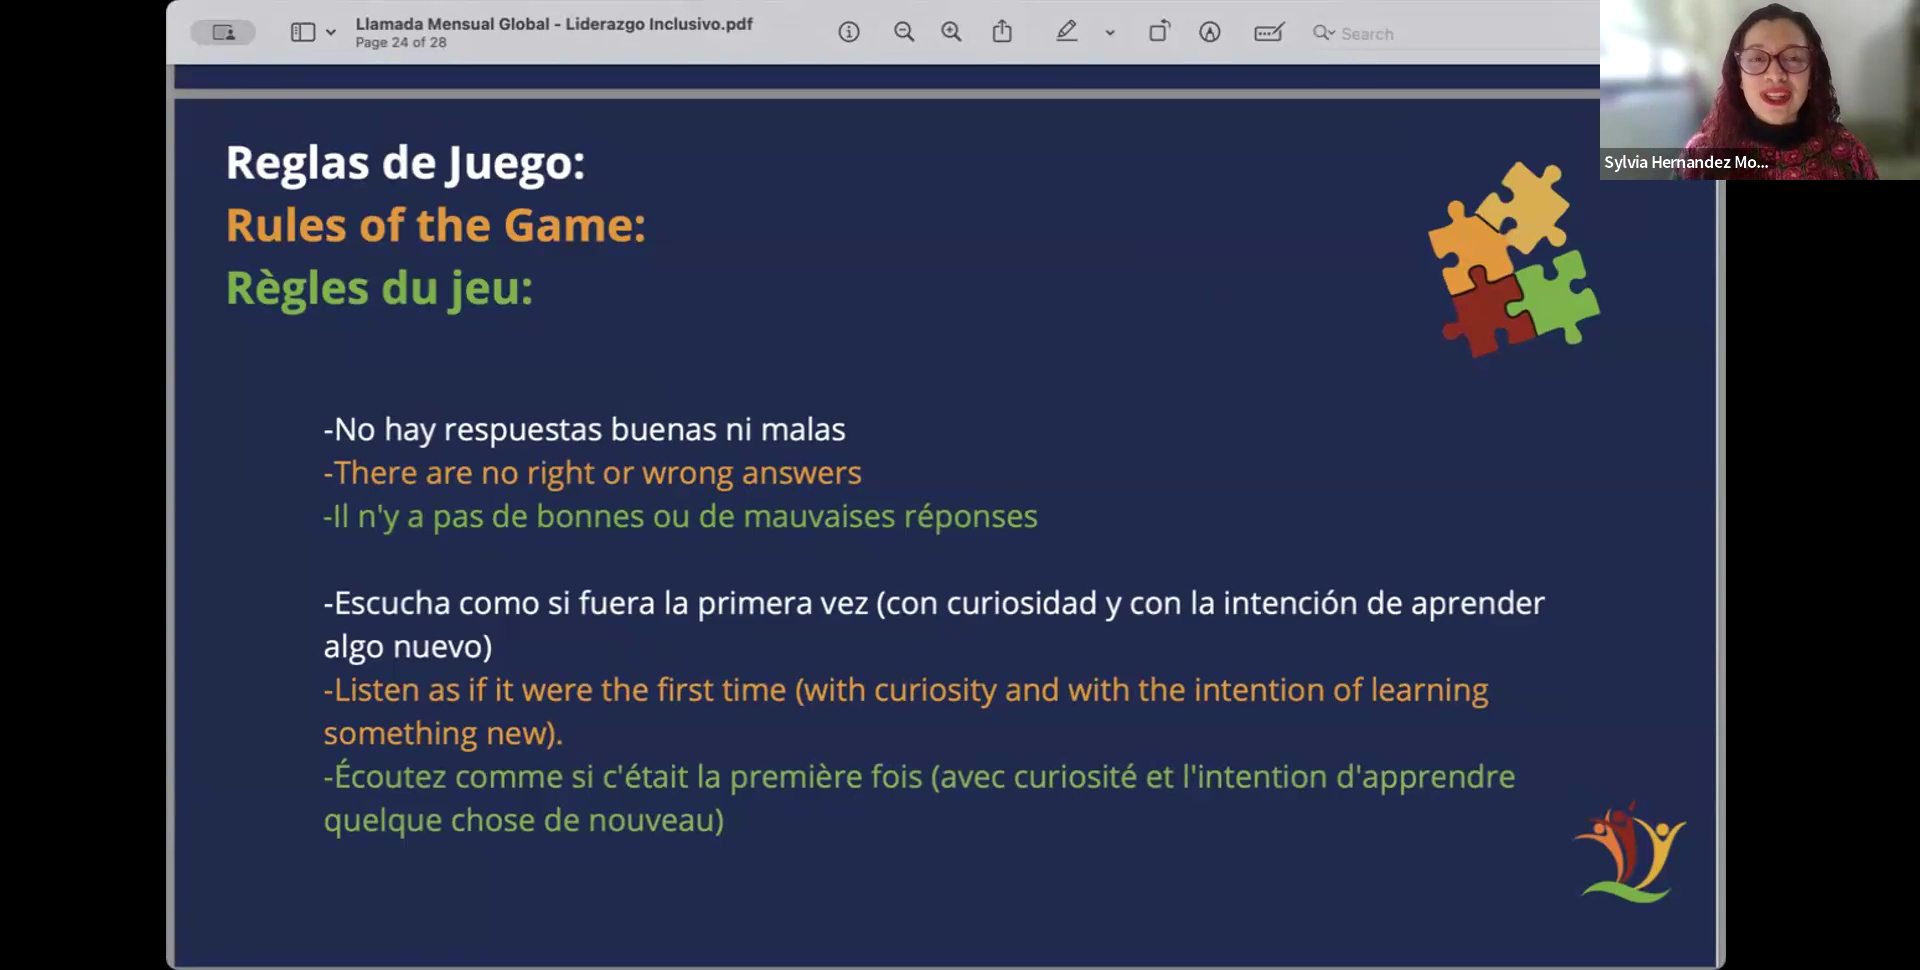 Llamada Mensual Global - Liderazgo Inclusivo.pdf
Page 24 of 28
Search
Sylvia Hernandez Mo...
Reglas de Juego:
Rules of the Game:
Règles du jeu:
-No hay respuestas buenas ni malas
-There are no right or wrong answers
-Il n'y a pas de bonnes ou de mauvaises réponses
-Escucha como si fuera la primera vez (con curiosidad y con la intención de aprender
algo nuevo)
-Listen as if it were the first time (with curiosity and with the intention of learning
something new).
-Écoutez comme si c'était la première fois (avec curiosité et l'intention d'apprendre
quelque chose de nouveau)